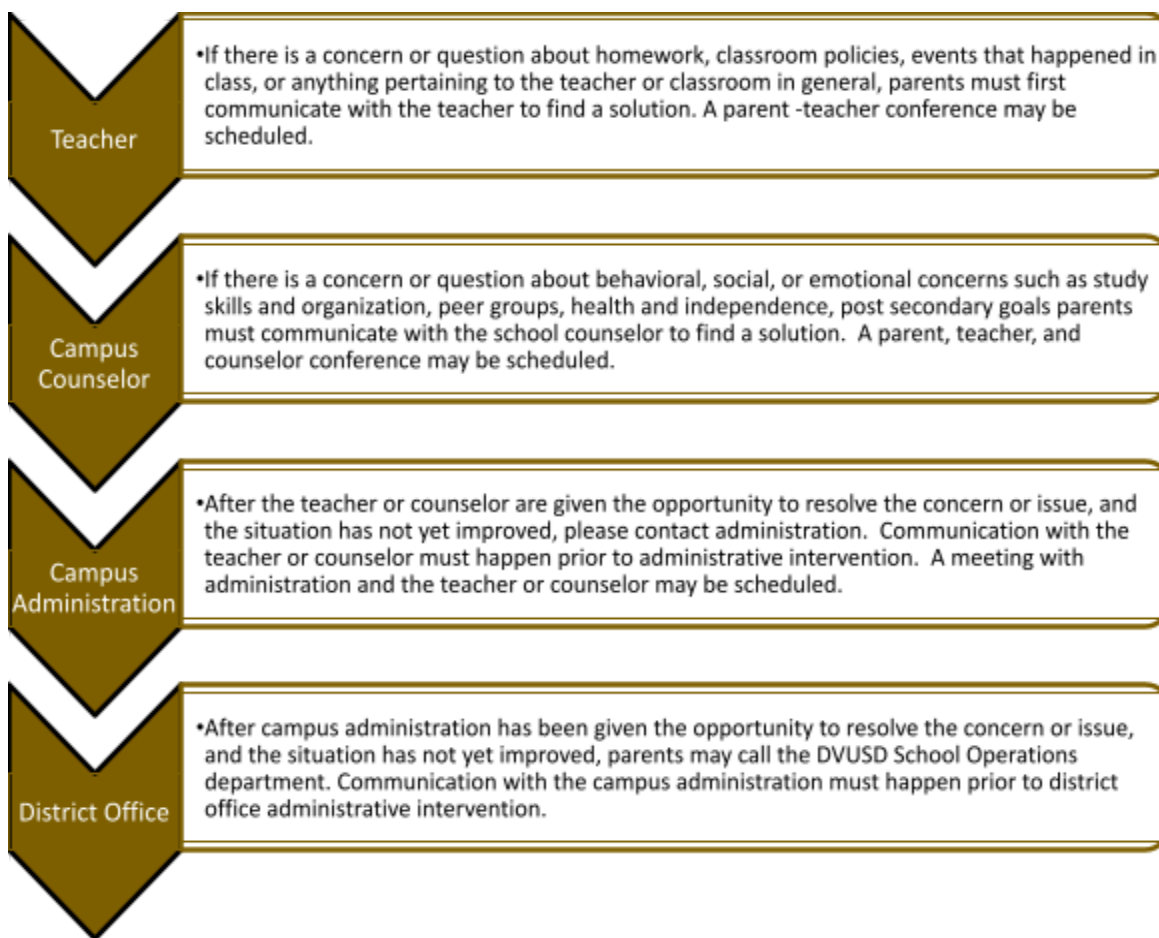 Teacher
•If there is a concern or question about homework, classroom policies, events that happened in
class, or anything pertaining to the teacher or classroom in general, parents must first
communicate with the teacher to find a solution. A parent -teacher conference may be
scheduled.
Campus
Counselor
•If there is a concern or question about behavioral, social, or emotional concerns such as study
skills and organization, peer groups, health and independence, post secondary goals parents
must communicate with the school counselor to find a solution.  A parent, teacher, and
counselor conference may be scheduled.
Campus
Administration
•After the teacher or counselor are given the opportunity to resolve the concern or issue, and
the situation has not yet improved, please contact administration.  Communication with the
teacher or counselor must happen prior to administrative intervention.  A meeting with
administration and the teacher or counselor may be scheduled.
District Office
•After campus administration has been given the opportunity to resolve the concern or issue,
and the situation has not yet improved, parents may call the DVUSD School Operations
department. Communication with the campus administration must happen prior to district
office administrative intervention.